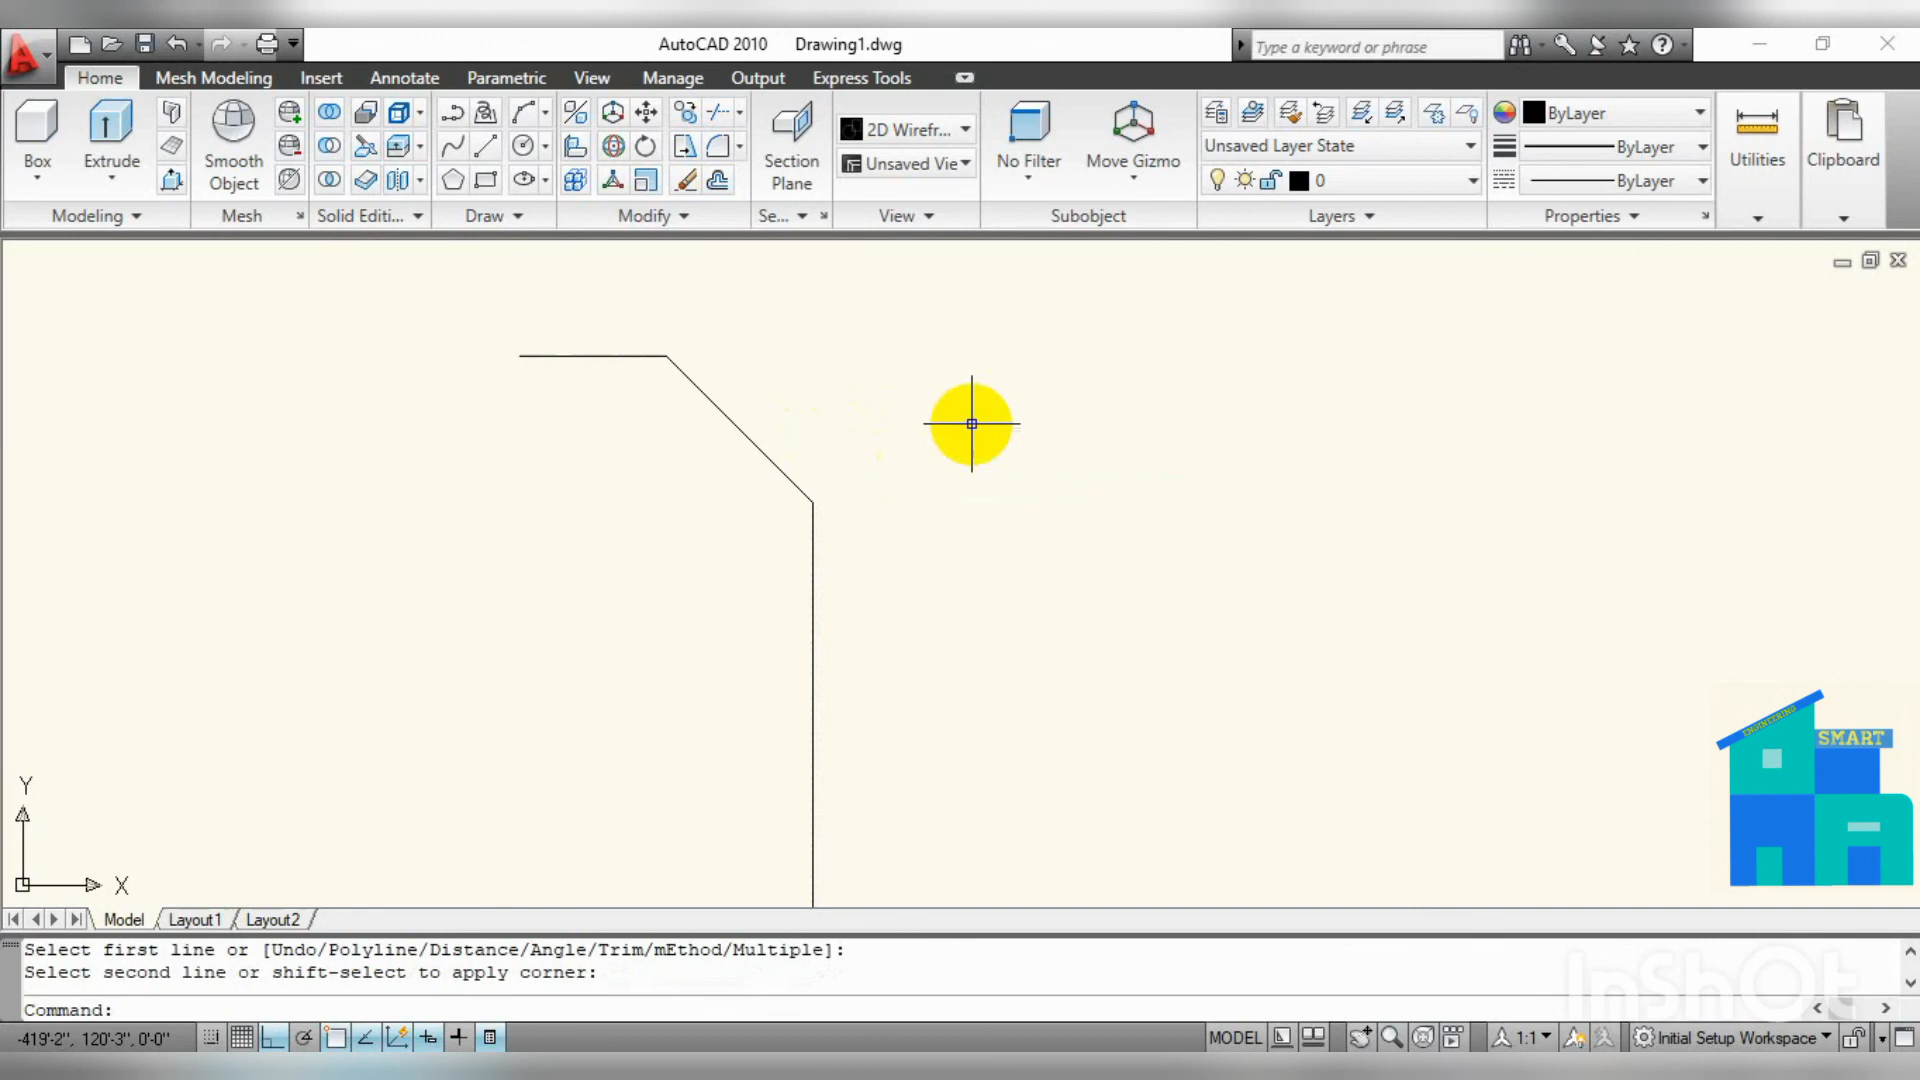 AutoCAD 2010 Drawing1.dwg Type a keyword or phrase
Home Mesh Modeling Insert Annotate Parametric View Manage Output Express Tools
Box Extrude Smooth Object Section Plane 2D Wirefr... Unsaved Vie No Filter Move Gizmo Unsaved Layer State 0 ByLayer ByLayer ByLayer Utilities Clipboard
Modeling Mesh Solid Editi... Draw Modify Se... View Subobject Layers Properties
ENGINEERING
SMART
Y
X
Model Layout1 Layout2
Select first line or [Undo/Polyline/Distance/Angle/Trim/mEthod/Multiple]:
Select second line or shift-select to apply corner:
InShOt
Command:
-419'-2", 120'-3", 0'-0" MODEL 1:1 Initial Setup Workspace